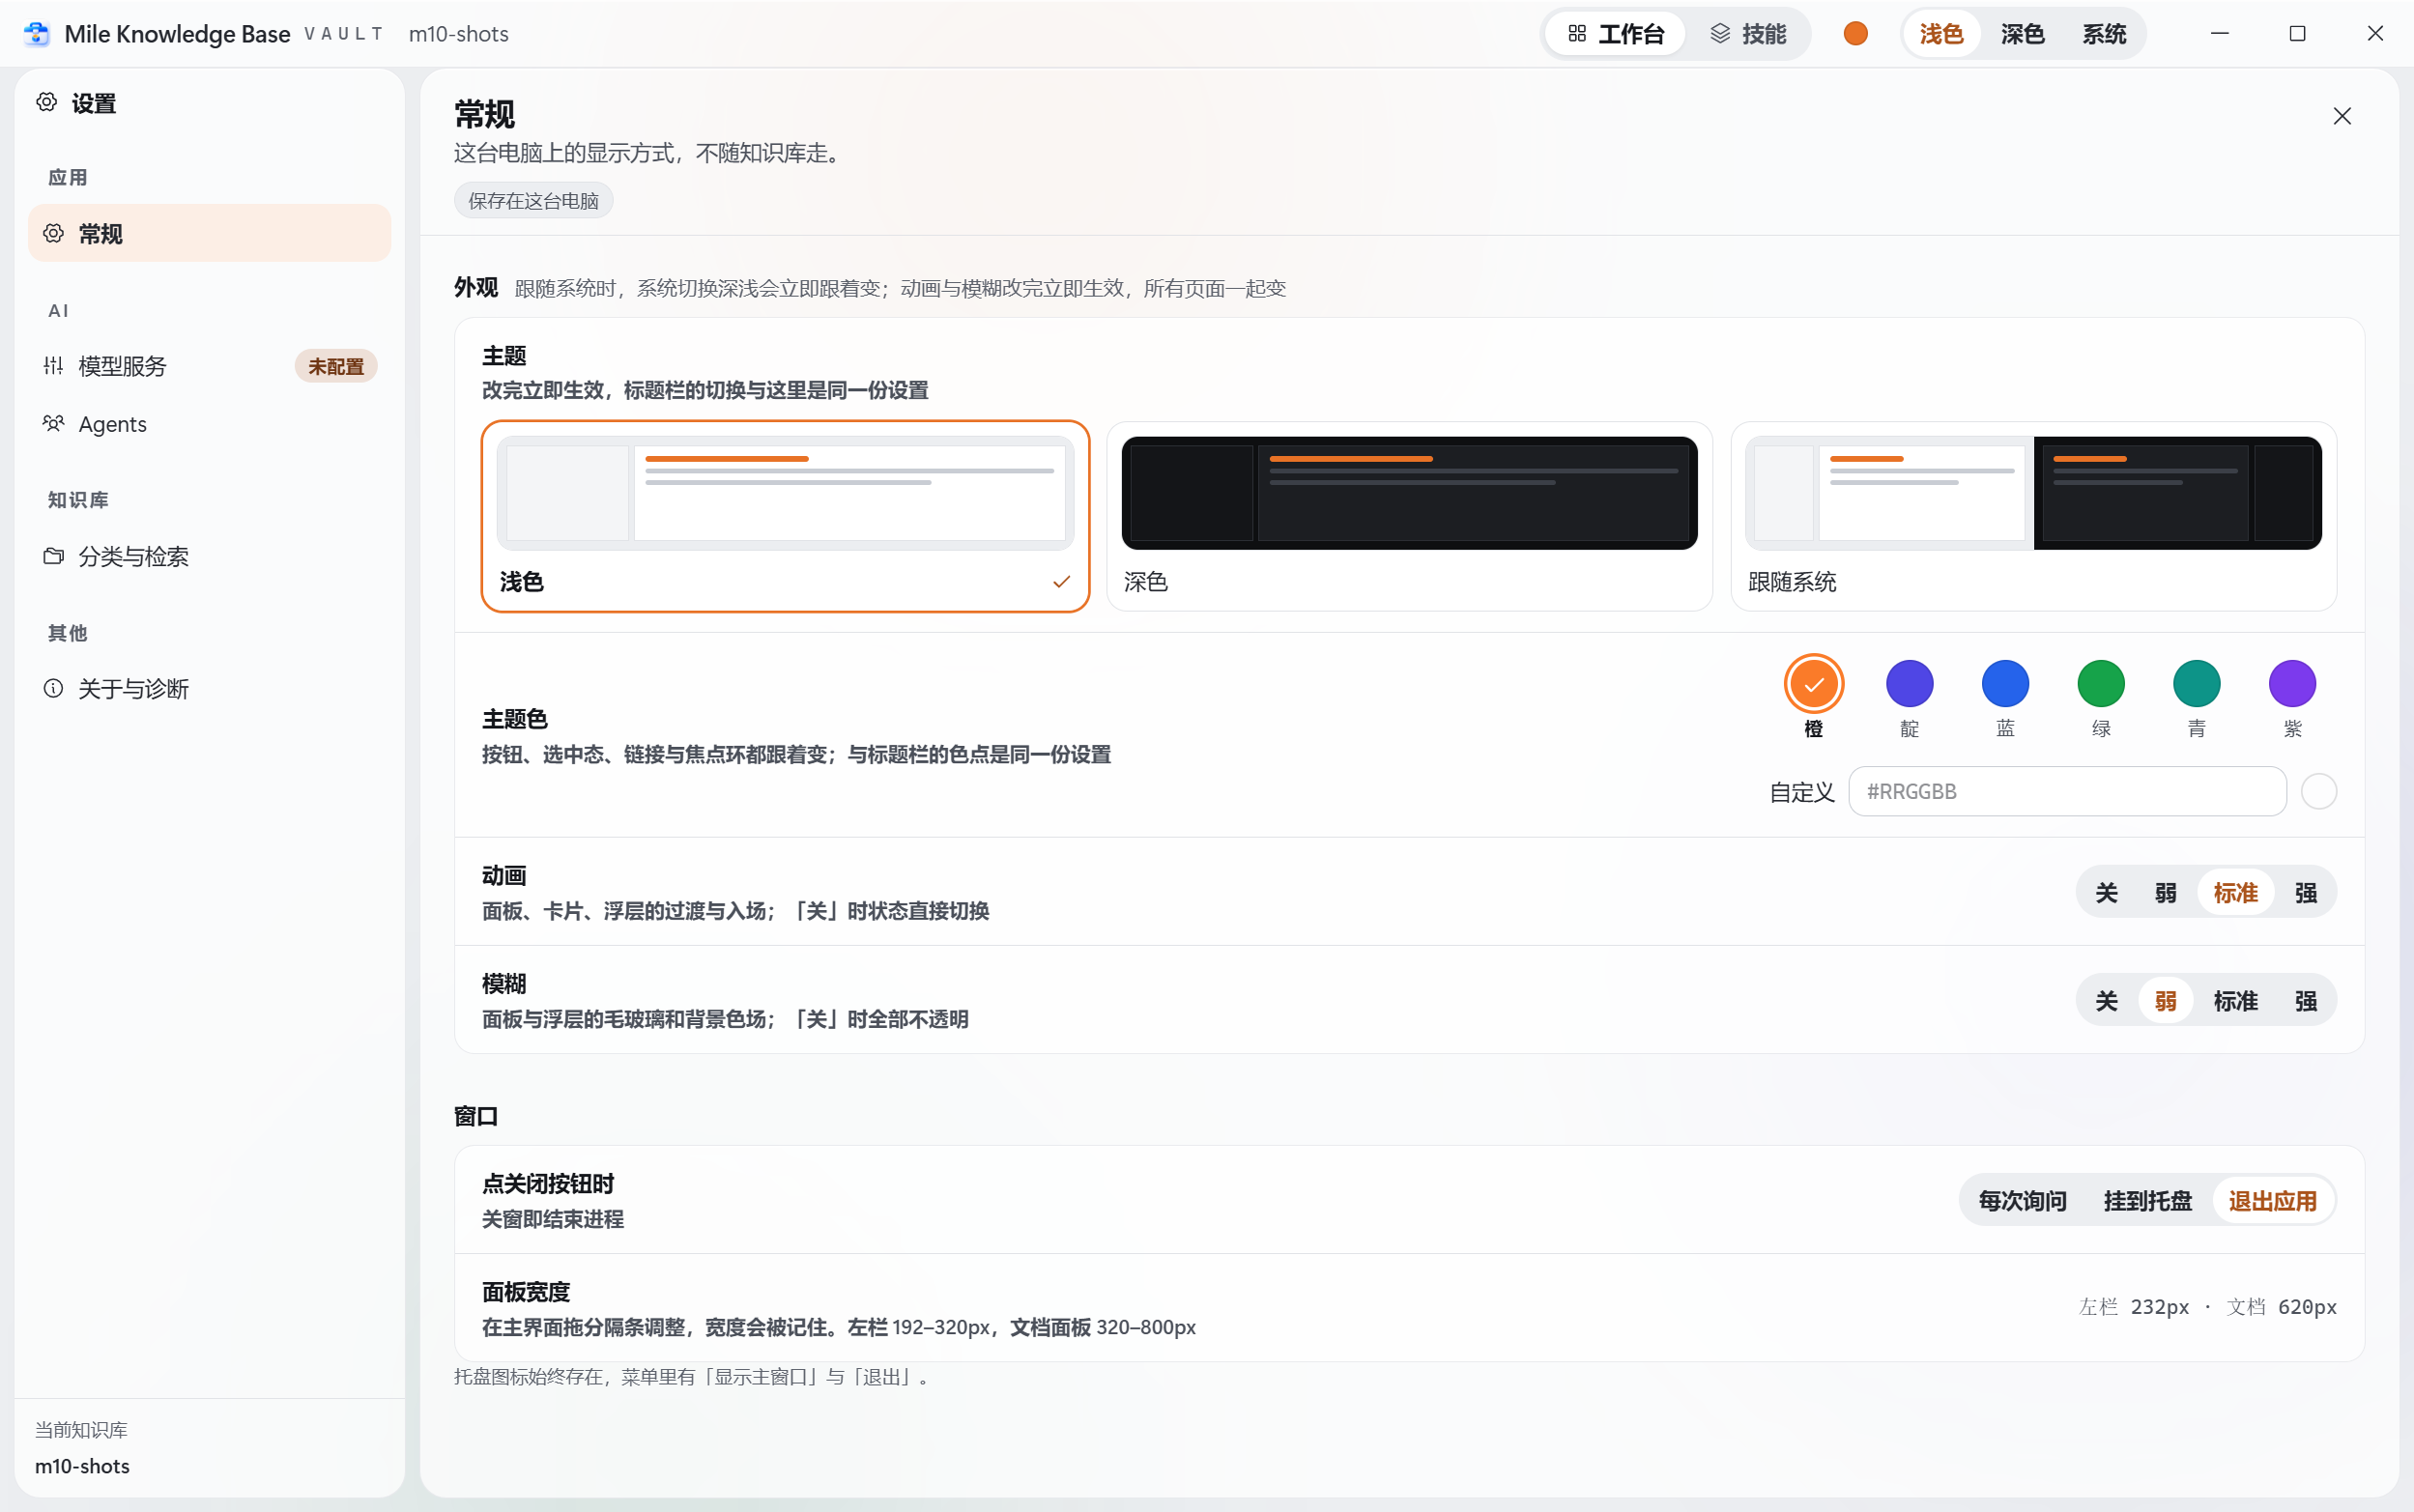 Mile Knowledge Base VAULT m10-shots
工作台 技能 浅色 深色 系统
设置
应用
常规
AI
模型服务 未配置
Agents
知识库
分类与检索
其他
关于与诊断
当前知识库
m10-shots
常规
这台电脑上的显示方式，不随知识库走。
保存在这台电脑
外观 跟随系统时，系统切换深浅会立即跟着变；动画与模糊改完立即生效，所有页面一起变
主题
改完立即生效，标题栏的切换与这里是同一份设置
浅色 深色 跟随系统
主题色
按钮、选中态、链接与焦点环都跟着变；与标题栏的色点是同一份设置
橙 靛 蓝 绿 青 紫
自定义 #RRGGBB
动画
面板、卡片、浮层的过渡与入场；「关」时状态直接切换
关 弱 标准 强
模糊
面板与浮层的毛玻璃和背景色场；「关」时全部不透明
关 弱 标准 强
窗口
点关闭按钮时
关窗即结束进程
每次询问 挂到托盘 退出应用
面板宽度
在主界面拖分隔条调整，宽度会被记住。左栏 192–320px，文档面板 320–800px
左栏 232px · 文档 620px
托盘图标始终存在，菜单里有「显示主窗口」与「退出」。